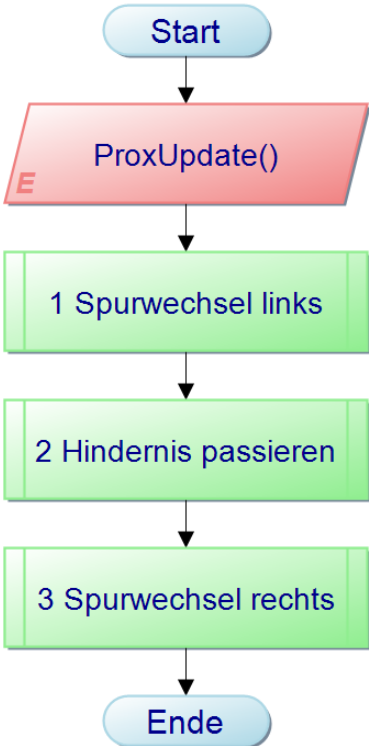 Start
ProxUpdate()
E
1 Spurwechsel links
2 Hindernis passieren
3 Spurwechsel rechts
Ende